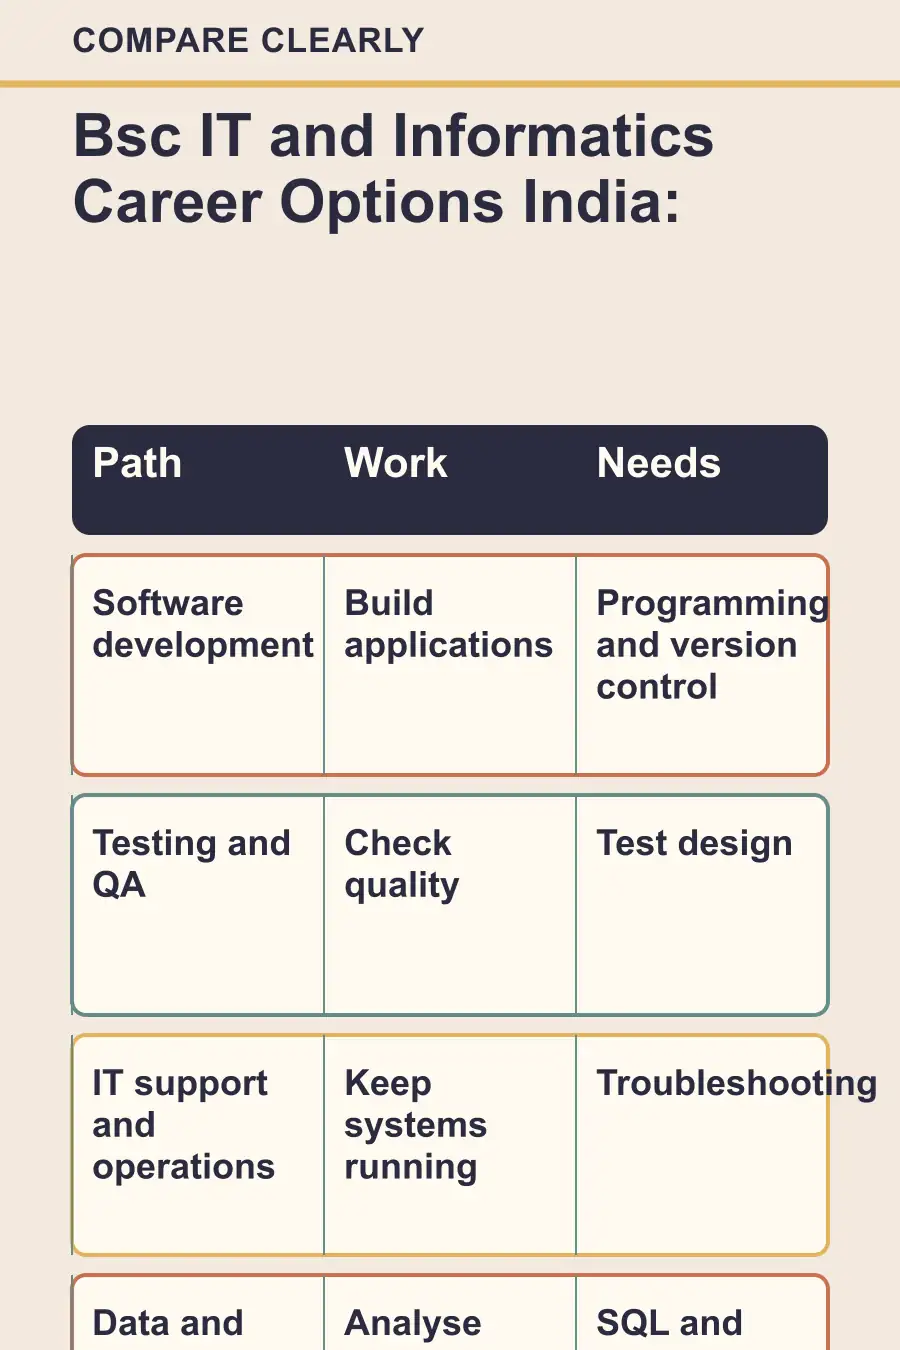 COMPARE CLEARLY
Bsc IT and Informatics
Career Options India:
Path Work Needs
Software Build Programming
development applications and version
control
Testing and Check Test design
QA quality
IT support Keep Troubleshooting
and systems
operations running
Data and Analyse SQL and